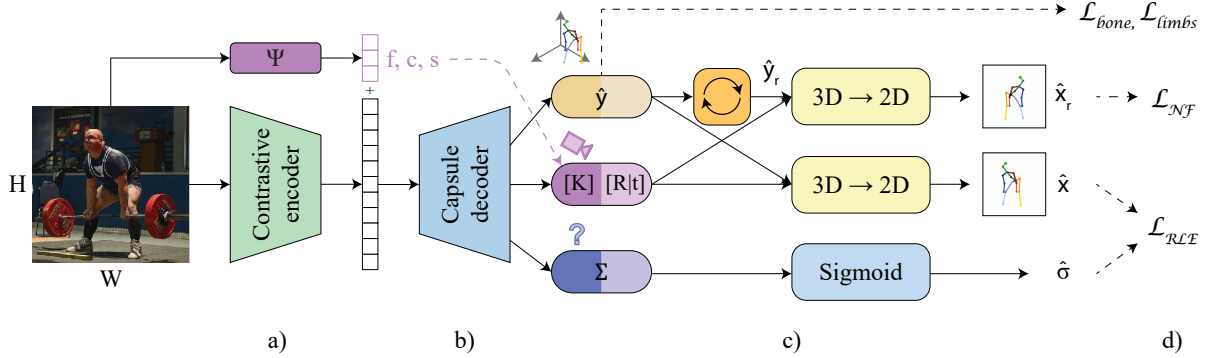 ℒbone, ℒlimbs
Ψ
f, c, s
+
ŷ
ŷr
3D → 2D
x̂r
ℒNF
H
Contrastive
encoder
Capsule
decoder
[K]
[R|t]
3D → 2D
x̂
ℒRLE
?
Σ
Sigmoid
σ̂
W
a)
b)
c)
d)